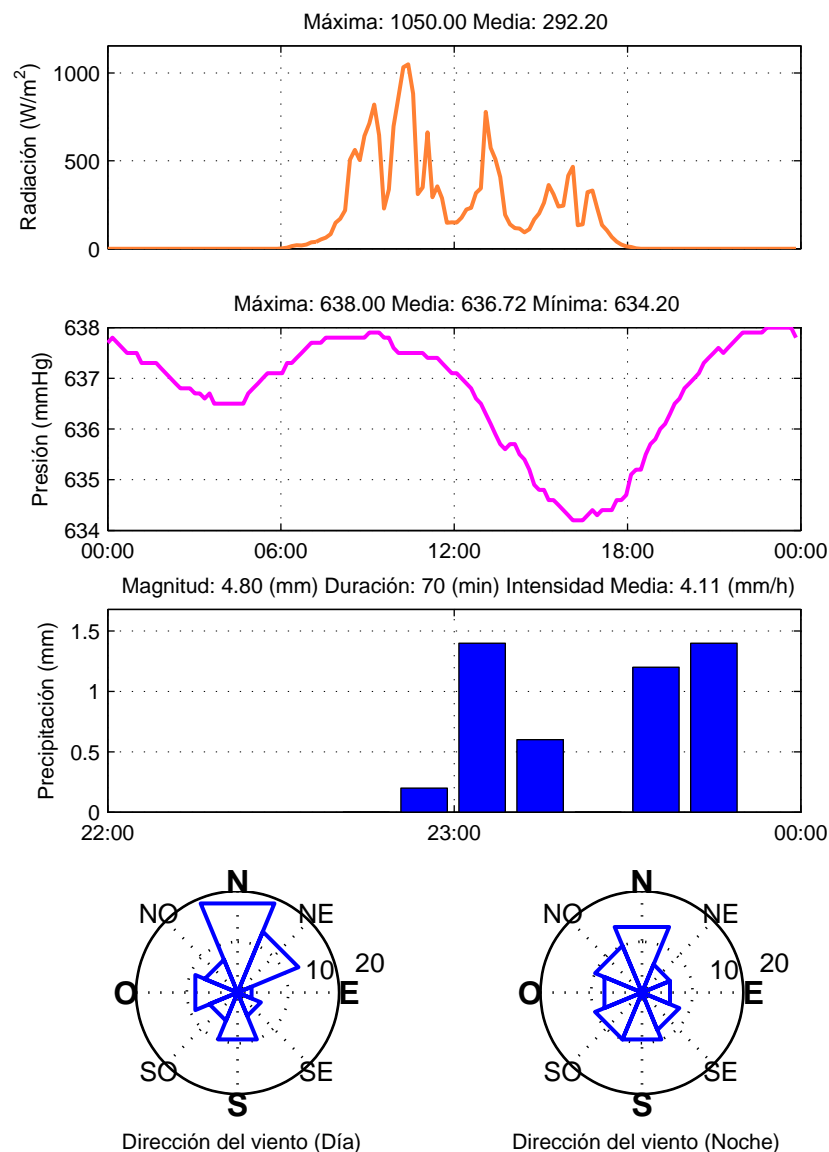 Máxima: 1050.00 Media: 292.20
Radiación (W/m²)
1000
500
0
Máxima: 638.00 Media: 636.72 Mínima: 634.20
Presión (mmHg)
638
637
636
635
634
00:00 06:00 12:00 18:00 00:00
Magnitud: 4.80 (mm) Duración: 70 (min) Intensidad Media: 4.11 (mm/h)
Precipitación (mm)
1.5
1
0.5
0
22:00 23:00 00:00
N
NO NE
10 20
O E
SO SE
S
Dirección del viento (Día)
N
NO NE
10 20
O E
SO SE
S
Dirección del viento (Noche)